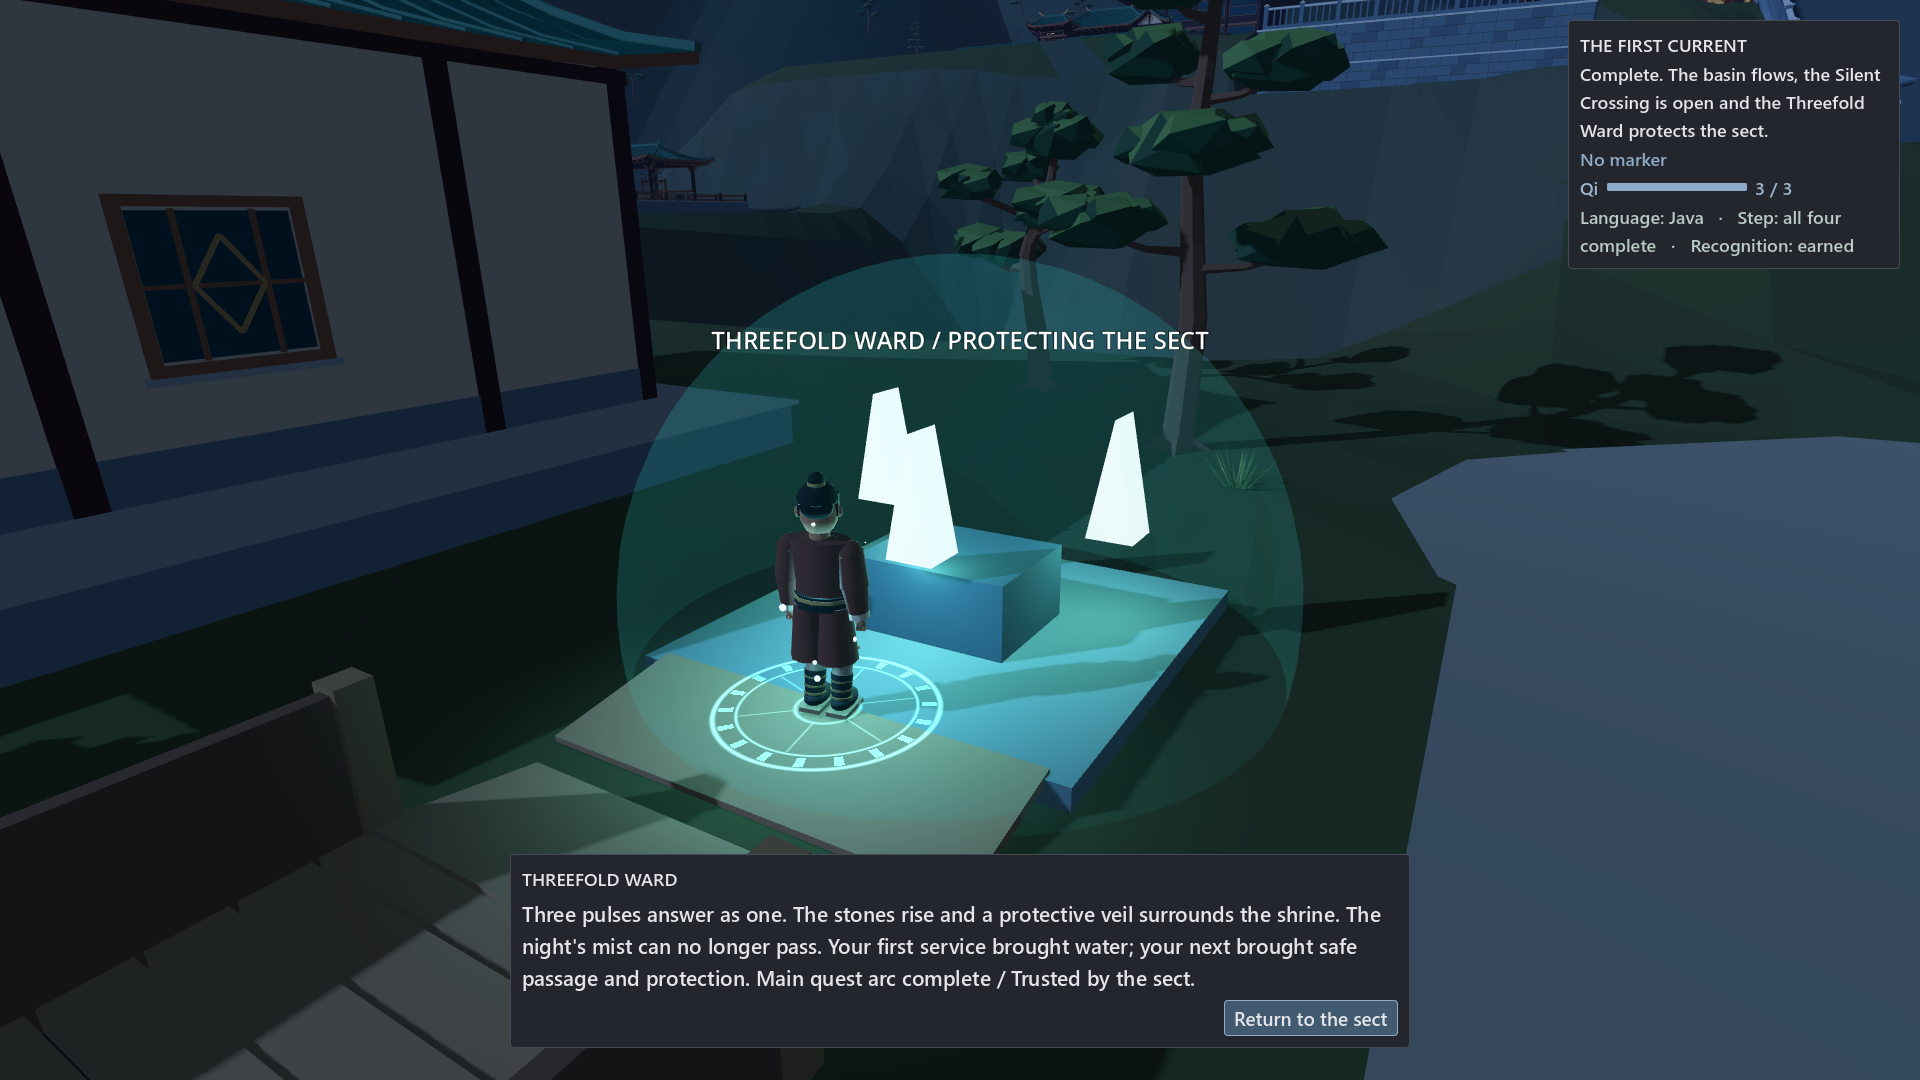 THE FIRST CURRENT
Complete. The basin flows, the Silent
Crossing is open and the Threefold
Ward protects the sect.
No marker
Qi 3 / 3
Language: Java · Step: all four
complete · Recognition: earned
THREEFOLD WARD / PROTECTING THE SECT
THREEFOLD WARD
Three pulses answer as one. The stones rise and a protective veil surrounds the shrine. The
night's mist can no longer pass. Your first service brought water; your next brought safe
passage and protection. Main quest arc complete / Trusted by the sect.
Return to the sect